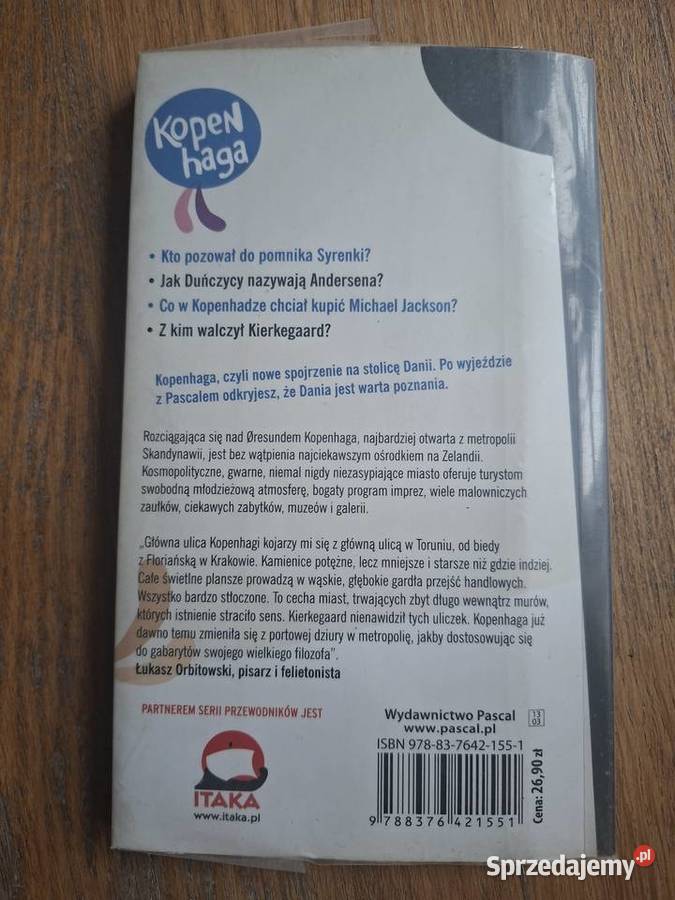 Kopen
haga
• Kto pozował do pomnika Syrenki?
• Jak Duńczycy nazywają Andersena?
• Co w Kopenhadze chciał kupić Michael Jackson?
• Z kim walczył Kierkegaard?
Kopenhaga, czyli nowe spojrzenie na stolicę Danii. Po wyjeździe
z Pascalem odkryjesz, że Dania jest warta poznania.
Rozciągająca się nad Øresundem Kopenhaga, najbardziej otwarta z metropolii
Skandynawii, jest bez wątpienia najciekawszym ośrodkiem na Zelandii.
Kosmopolityczne, gwarne, niemal nigdy niezasypiające miasto oferuje turystom
swobodną młodzieżową atmosferę, bogaty program imprez, wiele malowniczych
zaułków, ciekawych zabytków, muzeów i galerii.
„Główna ulica Kopenhagi kojarzy mi się z główną ulicą w Toruniu, od biedy
z Floriańską w Krakowie. Kamienice potężne, lecz mniejsze i starsze niż gdzie indziej.
Całe świetlne plansze prowadzą w wąskie, głębokie gardła przejść handlowych.
Wszystko bardzo stłoczone. To cecha miast, trwających zbyt długo wewnątrz murów,
których istnienie straciło sens. Kierkegaard nienawidził tych uliczek. Kopenhaga już
dawno temu zmieniła się z portowej dziury w metropolię, jakby dostosowując się
do gabarytów swojego wielkiego filozofa”.
Łukasz Orbitowski, pisarz i felietonista
PARTNEREM SERII PRZEWODNIKÓW JEST
ITAKA
www.itaka.pl
Wydawnictwo Pascal
www.pascal.pl
13
03
ISBN 978-83-7642-155-1
9 788376 421551
Cena: 26,90 zł
Sprzedajemy.pl